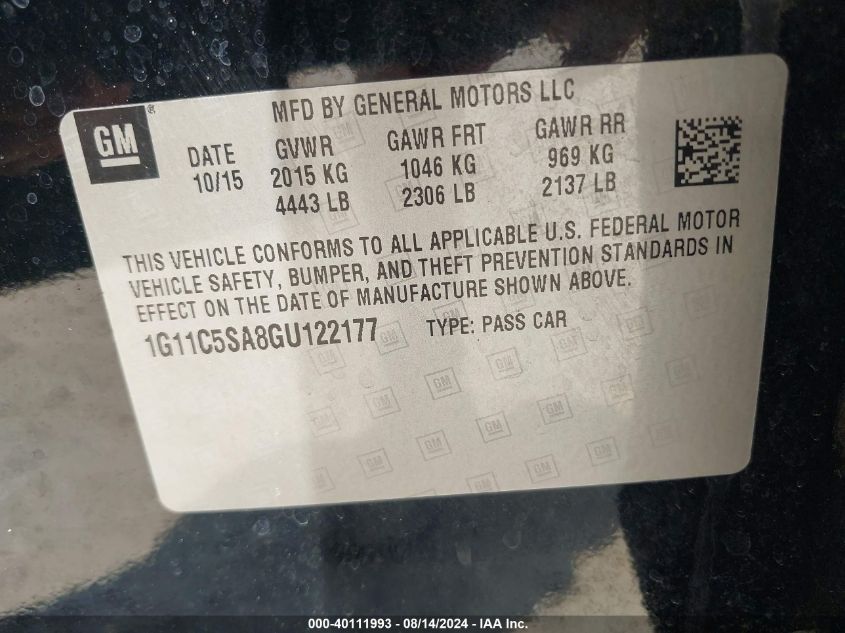 MFD BY GENERAL MOTORS LLC
GM ®
DATE GVWR GAWR FRT GAWR RR
10/15 2015 KG 1046 KG 969 KG
4443 LB 2306 LB 2137 LB
THIS VEHICLE CONFORMS TO ALL APPLICABLE U.S. FEDERAL MOTOR
VEHICLE SAFETY, BUMPER, AND THEFT PREVENTION STANDARDS IN
EFFECT ON THE DATE OF MANUFACTURE SHOWN ABOVE.
1G11C5SA8GU122177 TYPE: PASS CAR
000-40111993 - 08/14/2024 - IAA Inc.